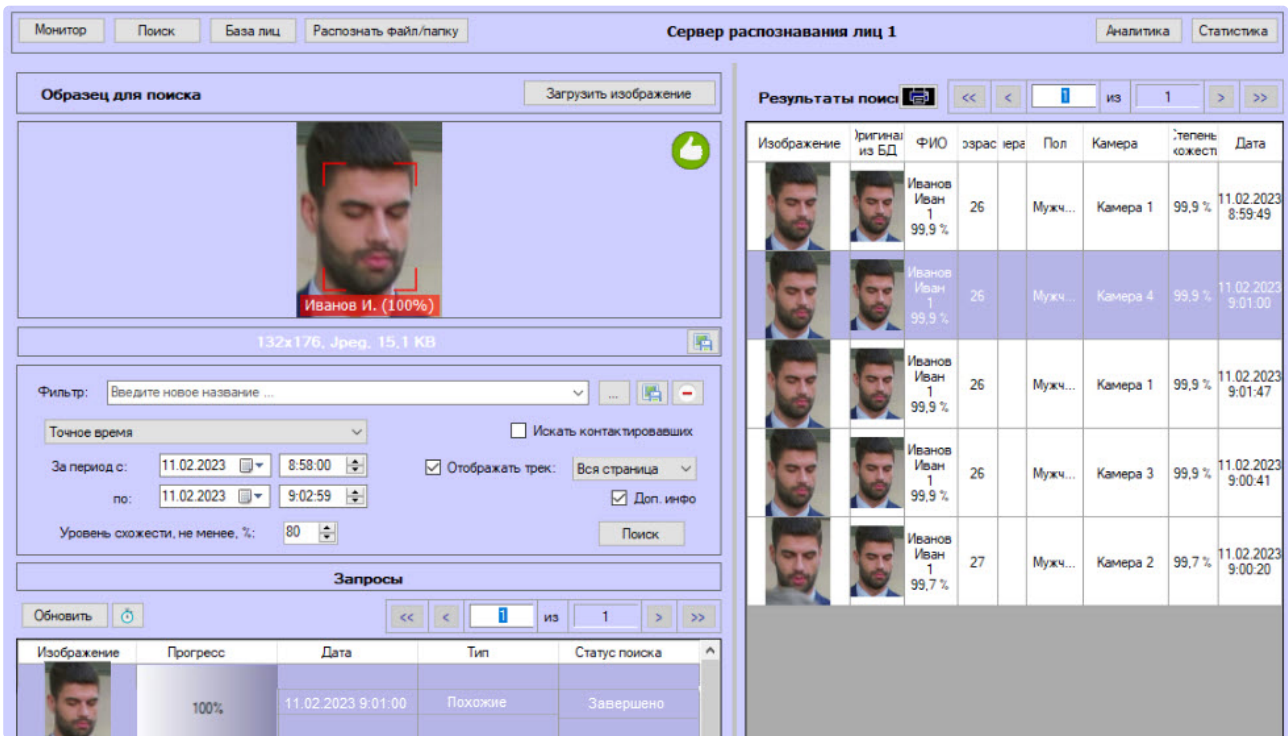 Монитор
Поиск
База лиц
Распознать файл/папку
Сервер распознавания лиц 1
Аналитика
Статистика
Образец для поиска
Загрузить изображение
Иванов И. (100%)
132x176, Jpeg, 15,1 KB
Фильтр: Введите новое название ... ...
Точное время
Искать контактировавших
За период с: 11.02.2023 8:58:00
Отображать трек: Вся страница
по: 11.02.2023 9:02:59
Доп. инфо
Уровень схожести, не менее, %: 80
Поиск
Запросы
Обновить
<< < 1 из 1 > >>
Изображение Прогресс Дата Тип Статус поиска
100% 11.02.2023 9:01:00 Похожие Завершено
Результаты поис
<< < 1 из 1 > >>
Изображение
из БД
ФИО
озрас
Пол
Камера
Дата
Иванов
Иван
1
99,9 %
26 Мужч... Камера 1 99,9 % 11.02.2023
8:59:49
Иванов
Иван
1
99,9 %
26 Мужч... Камера 4 99,9 % 11.02.2023
9:01:00
Иванов
Иван
1
99,9 %
26 Мужч... Камера 1 99,9 % 11.02.2023
9:01:47
Иванов
Иван
1
99,9 %
26 Мужч... Камера 3 99,9 % 11.02.2023
9:00:41
Иванов
Иван
1
99,7 %
27 Мужч... Камера 2 99,7 % 11.02.2023
9:00:20